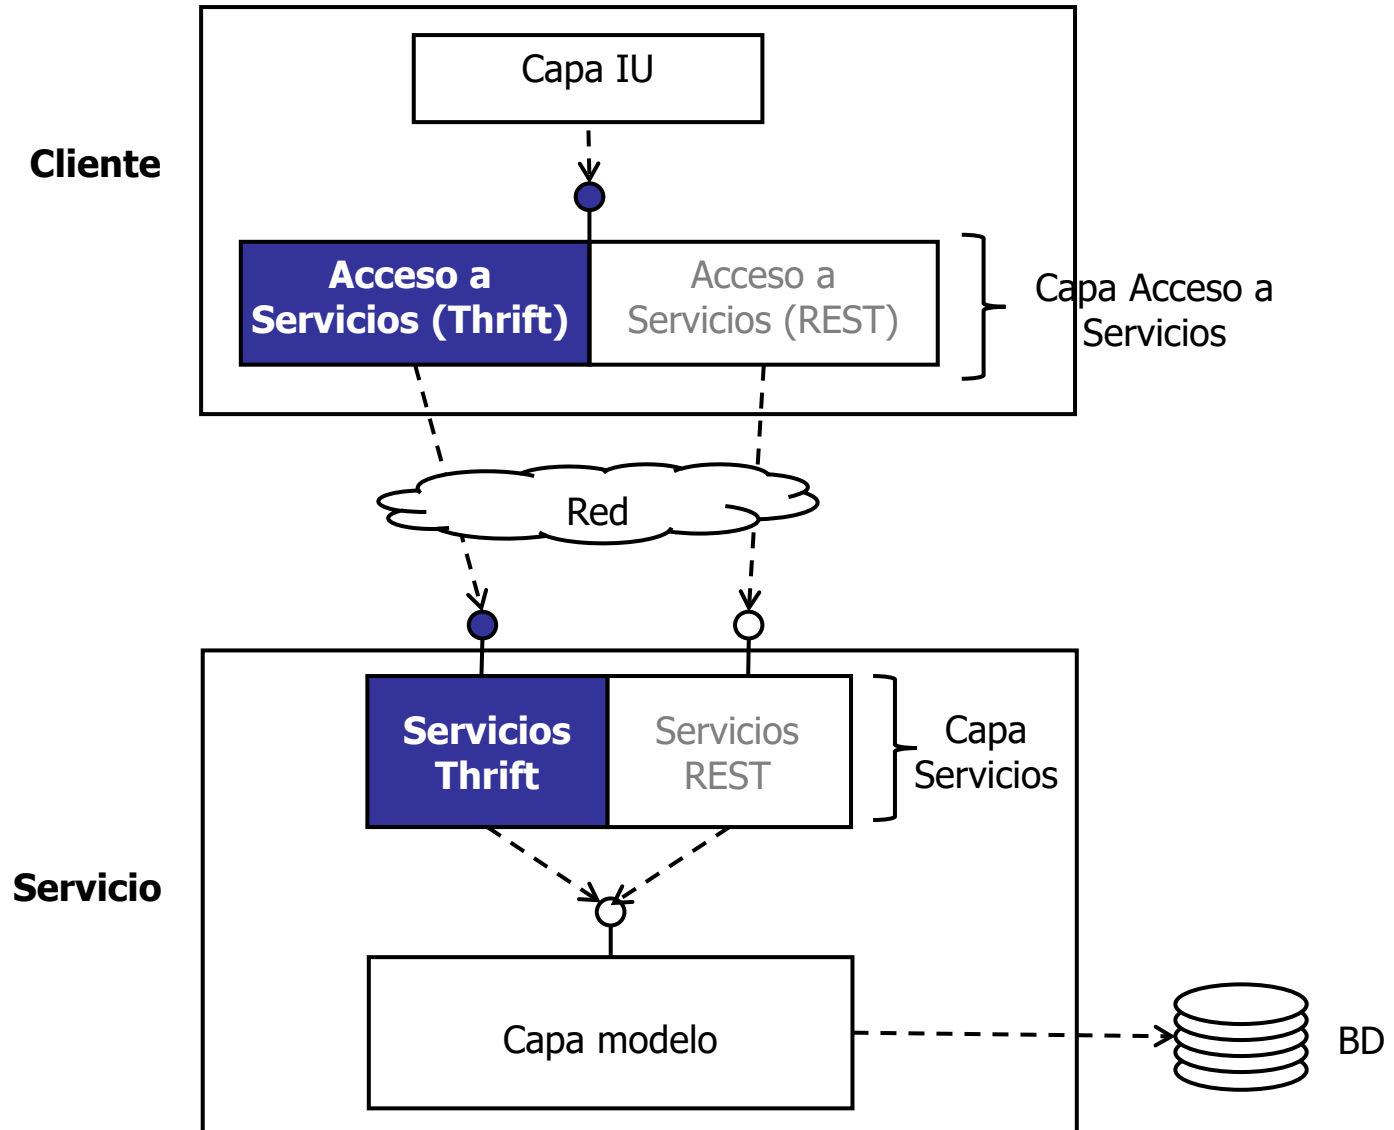 Capa IU
Cliente
Acceso a
Servicios (Thrift)
Acceso a
Servicios (REST)
Capa Acceso a
Servicios
Red
Servicios
Thrift
Servicios
REST
Capa
Servicios
Servicio
Capa modelo
BD